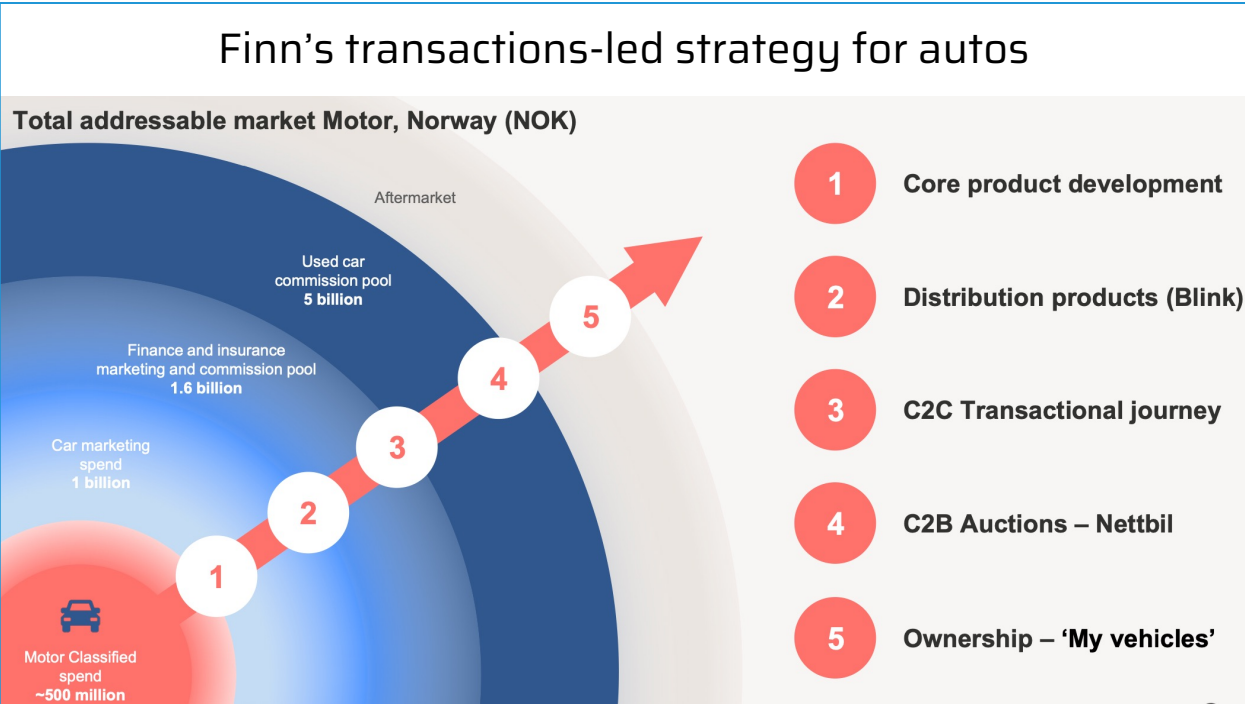 Finn's transactions-led strategy for autos
Total addressable market Motor, Norway (NOK)
Aftermarket
Used car
commission pool
5 billion
Finance and insurance
marketing and commission pool
1.6 billion
Car marketing
spend
1 billion
Motor Classified
spend
~500 million
1
2
3
4
5
1 Core product development
2 Distribution products (Blink)
3 C2C Transactional journey
4 C2B Auctions – Nettbil
5 Ownership – ‘My vehicles’